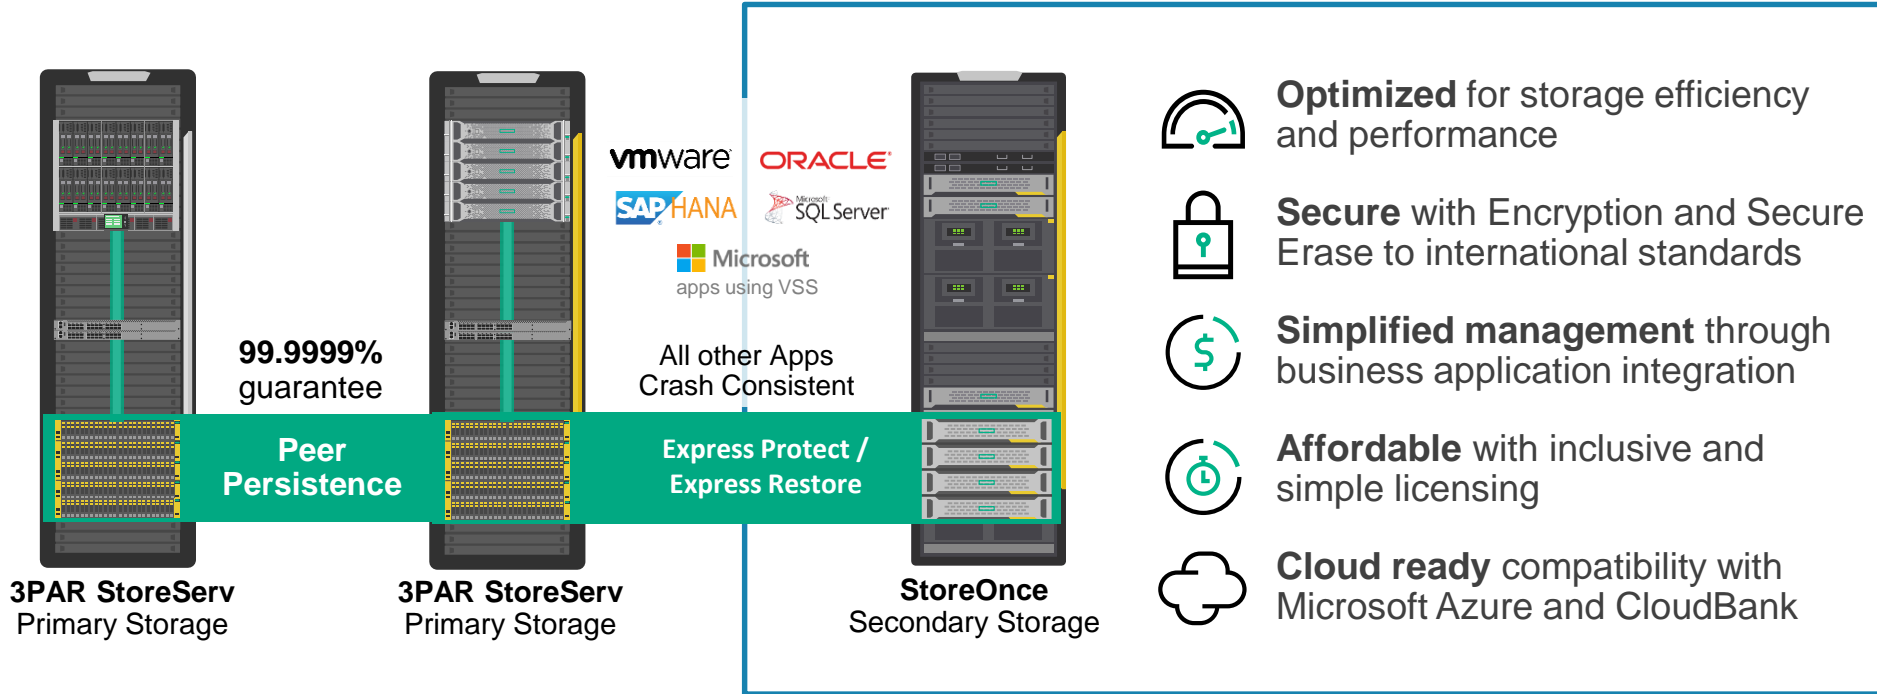 99.9999%
guarantee
Peer
Persistence
3PAR StoreServ
Primary Storage
3PAR StoreServ
Primary Storage
vmware
ORACLE
SAP HANA
Microsoft
SQL Server
Microsoft
apps using VSS
All other Apps
Crash Consistent
Express Protect /
Express Restore
StoreOnce
Secondary Storage
Optimized for storage efficiency
and performance
Secure with Encryption and Secure
Erase to international standards
$
Simplified management through
business application integration
Affordable with inclusive and
simple licensing
Cloud ready compatibility with
Microsoft Azure and CloudBank